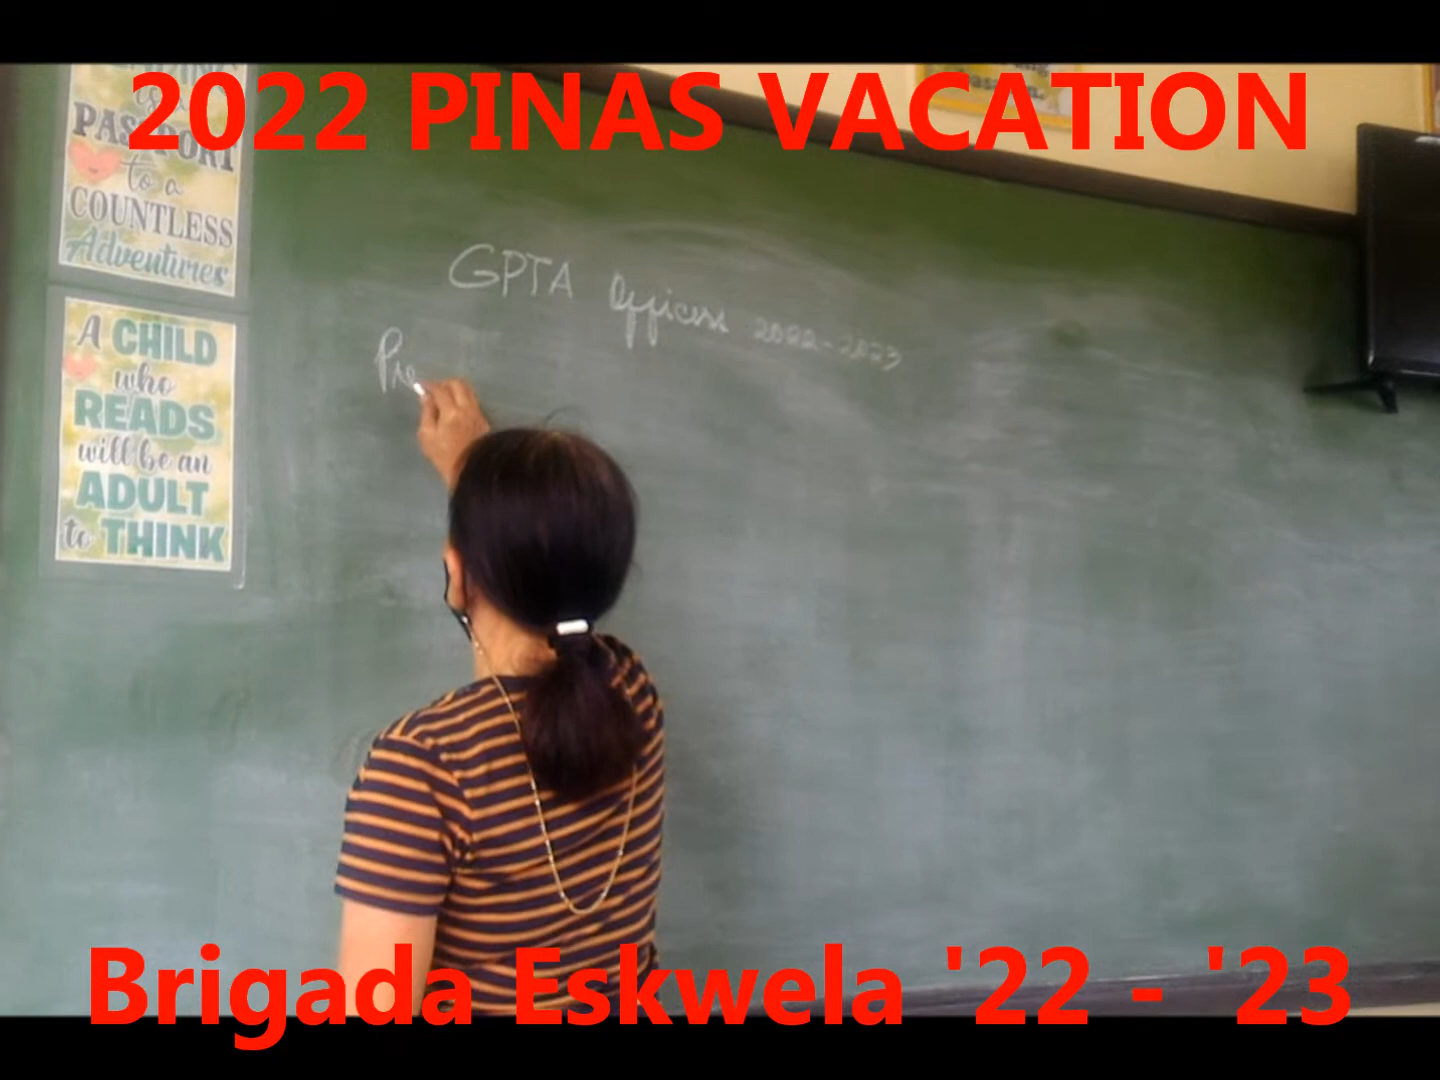 2022 PINAS VACATION
PASSPORT
to a
COUNTLESS
Adventures
A CHILD
who
READS
will be an
ADULT
to THINK
GPTA Officers 2022-2023
Pre
Brigada Eskwela '22 - '23